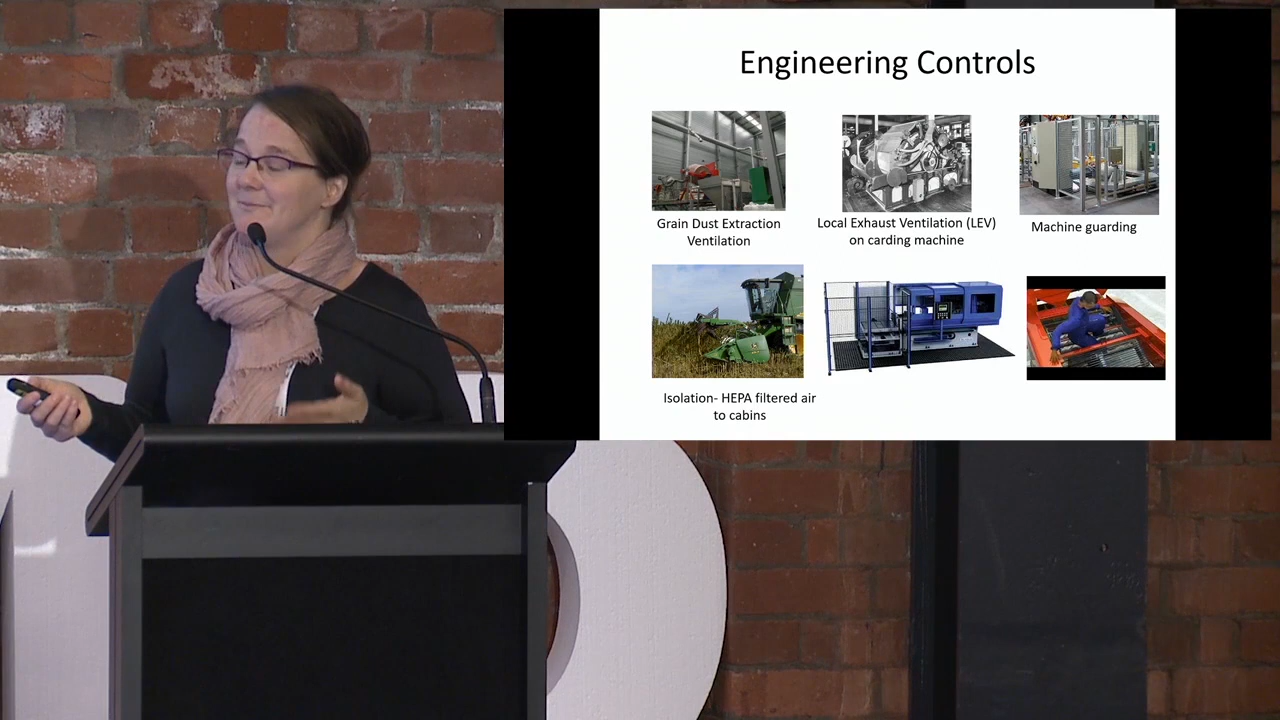 Engineering Controls
Grain Dust Extraction
Ventilation
Local Exhaust Ventilation (LEV)
on carding machine
Machine guarding
Isolation- HEPA filtered air
to cabins